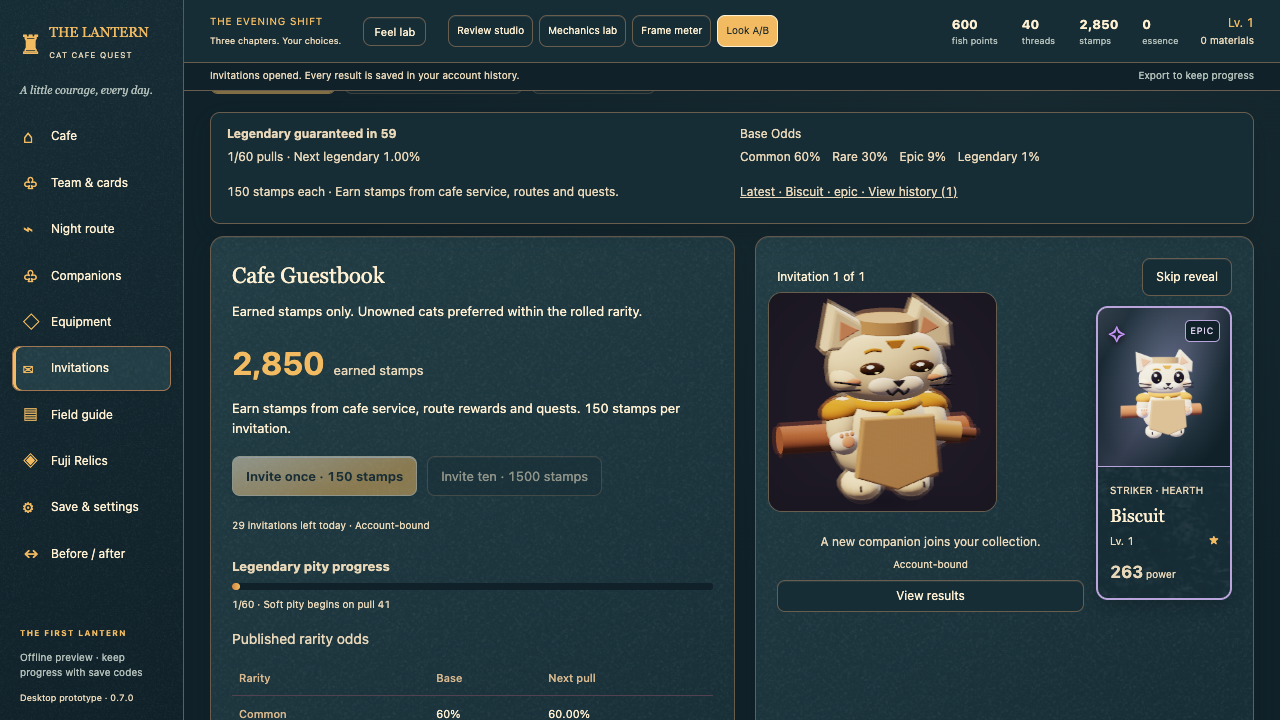 THE LANTERN
CAT CAFE QUEST
A little courage, every day.
Cafe
Team & cards
Night route
Companions
Equipment
Invitations
Field guide
Fuji Relics
Save & settings
Before / after
THE FIRST LANTERN
Offline preview · keep
progress with save codes
Desktop prototype · 0.7.0
THE EVENING SHIFT
Three chapters. Your choices.
Feel lab
Review studio
Mechanics lab
Frame meter
Look A/B
600
fish points
40
threads
2,850
stamps
0
essence
Lv. 1
0 materials
Invitations opened. Every result is saved in your account history.
Export to keep progress
Legendary guaranteed in 59
1/60 pulls · Next legendary 1.00%
150 stamps each · Earn stamps from cafe service, routes and quests.
Base Odds
Common 60% Rare 30% Epic 9% Legendary 1%
Latest · Biscuit · epic · View history (1)
Cafe Guestbook
Earned stamps only. Unowned cats preferred within the rolled rarity.
2,850 earned stamps
Earn stamps from cafe service, route rewards and quests. 150 stamps per
invitation.
Invite once · 150 stamps
Invite ten · 1500 stamps
29 invitations left today · Account-bound
Legendary pity progress
1/60 · Soft pity begins on pull 41
Published rarity odds
Rarity Base Next pull
Common 60% 60.00%
Invitation 1 of 1
Skip reveal
A new companion joins your collection.
Account-bound
View results
EPIC
STRIKER · HEARTH
Biscuit
Lv. 1
263 power